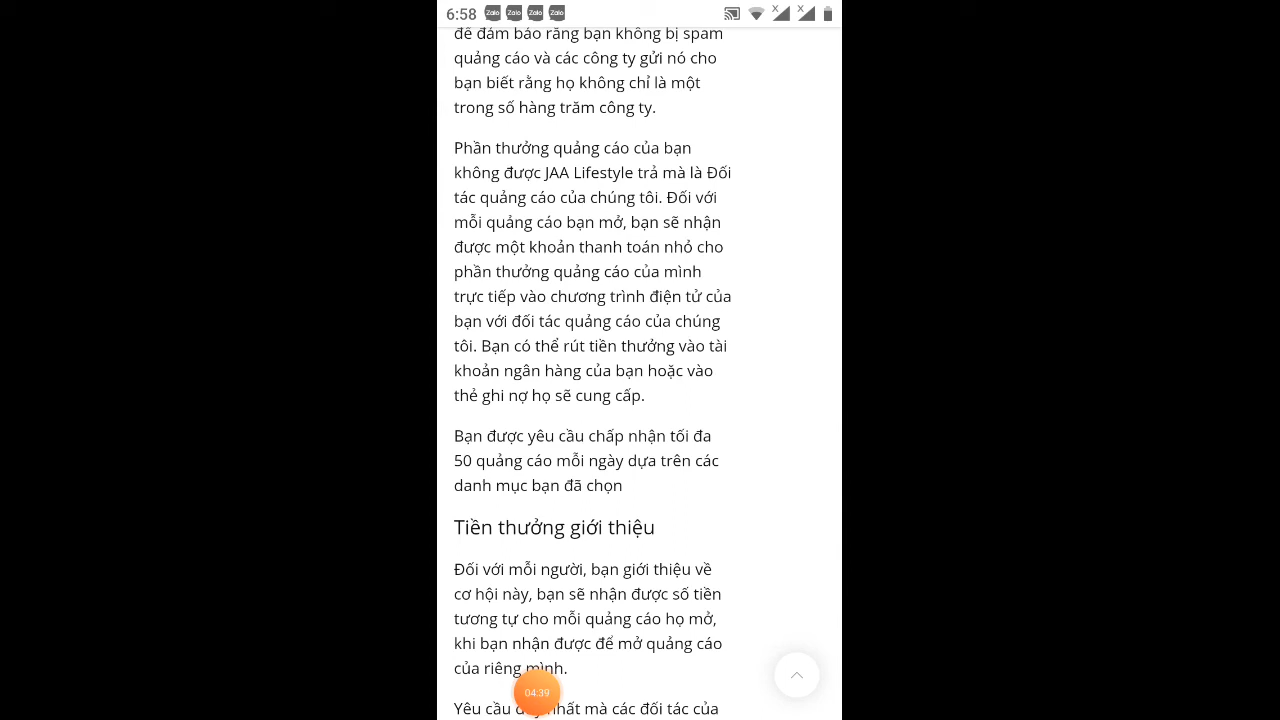 6:58 Zalo Zalo Zalo Zalo
để đảm bảo rằng bạn không bị spam
quảng cáo và các công ty gửi nó cho
bạn biết rằng họ không chỉ là một
trong số hàng trăm công ty.
Phần thưởng quảng cáo của bạn
không được JAA Lifestyle trả mà là Đối
tác quảng cáo của chúng tôi. Đối với
mỗi quảng cáo bạn mở, bạn sẽ nhận
được một khoản thanh toán nhỏ cho
phần thưởng quảng cáo của mình
trực tiếp vào chương trình điện tử của
bạn với đối tác quảng cáo của chúng
tôi. Bạn có thể rút tiền thưởng vào tài
khoản ngân hàng của bạn hoặc vào
thẻ ghi nợ họ sẽ cung cấp.
Bạn được yêu cầu chấp nhận tối đa
50 quảng cáo mỗi ngày dựa trên các
danh mục bạn đã chọn
Tiền thưởng giới thiệu
Đối với mỗi người, bạn giới thiệu về
cơ hội này, bạn sẽ nhận được số tiền
tương tự cho mỗi quảng cáo họ mở,
khi bạn nhận được để mở quảng cáo
của riêng mình.
04:39
Yêu cầu nhất mà các đối tác của